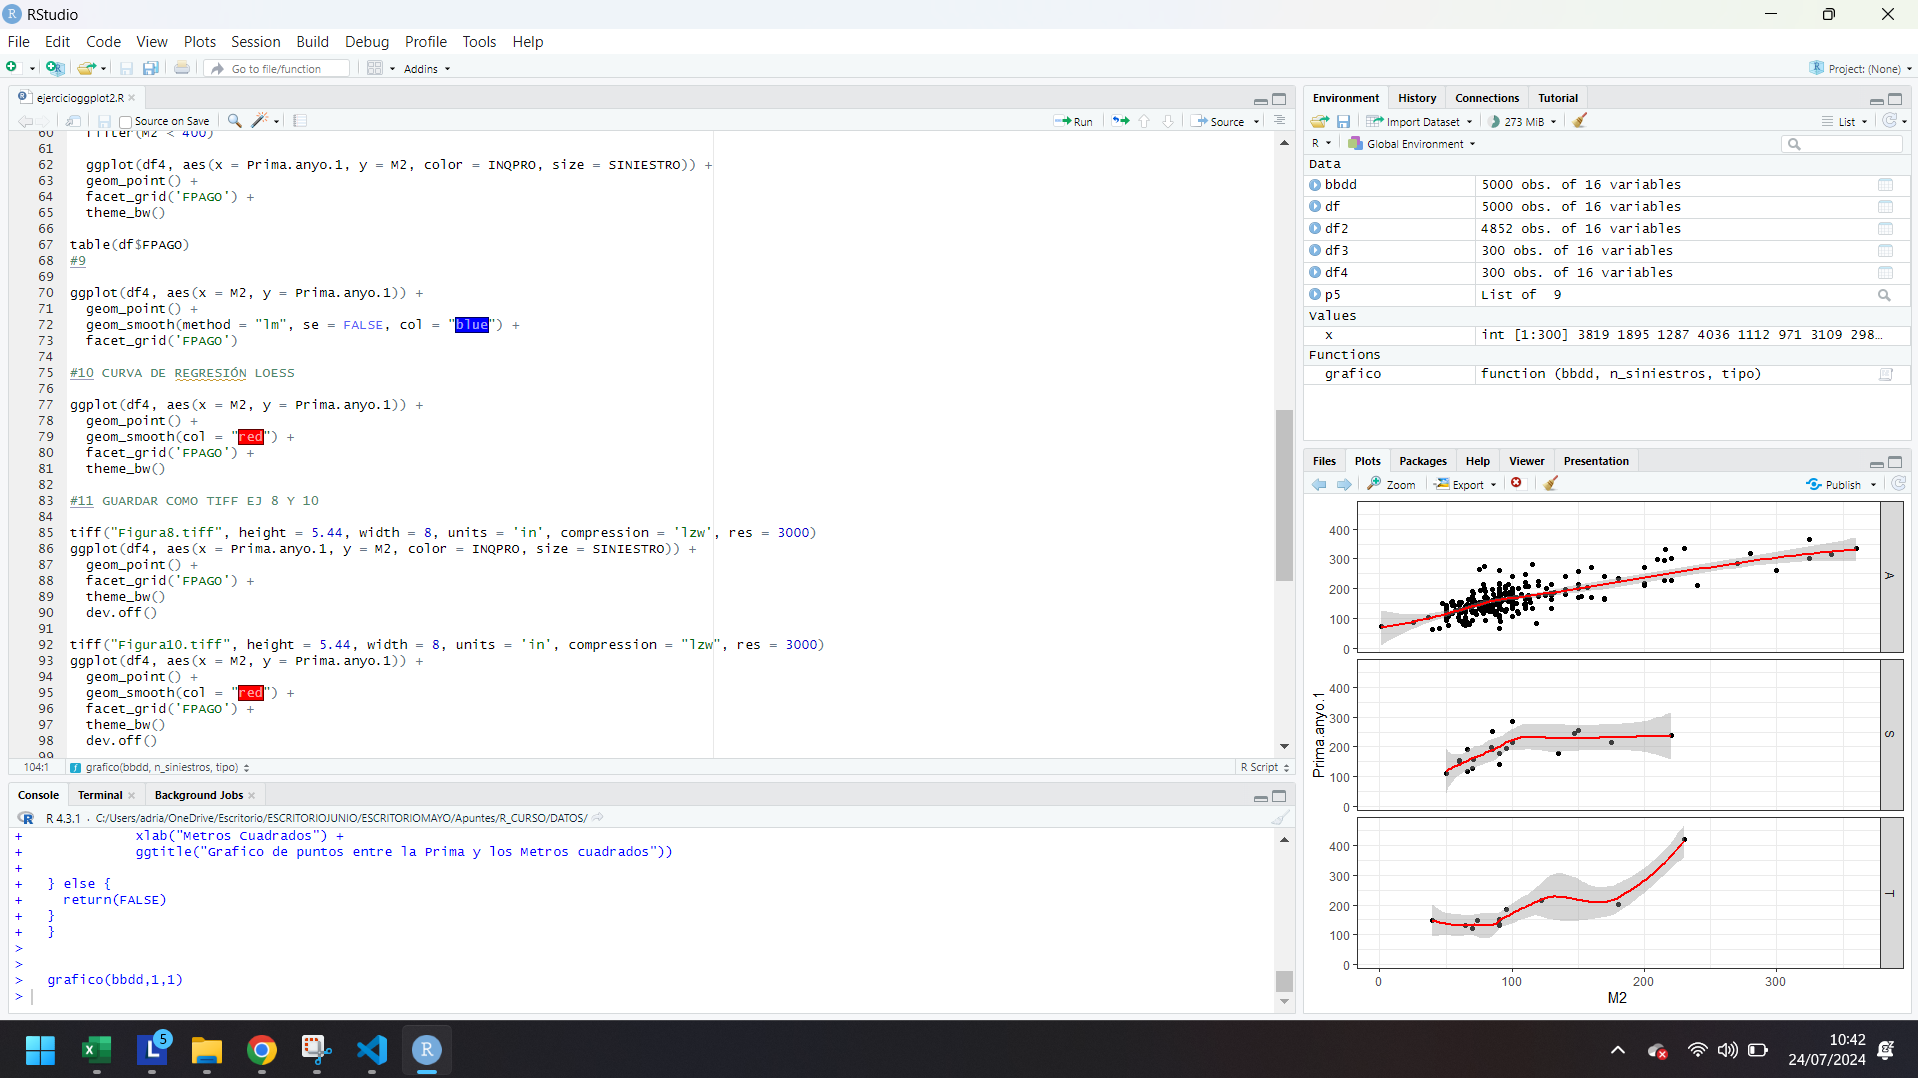 RStudio
File Edit Code View Plots Session Build Debug Profile Tools Help
Go to file/function Addins Project: (None)
ejercicioggplot2.R
Source on Save Run Source
60 filter(M2 < 400)
61
62 ggplot(df4, aes(x = Prima.anyo.1, y = M2, color = INQPRO, size = SINIESTRO)) +
63 geom_point() +
64 facet_grid('FPAGO') +
65 theme_bw()
66
67 table(df$FPAGO)
68 #9
69
70 ggplot(df4, aes(x = M2, y = Prima.anyo.1)) +
71 geom_point() +
72 geom_smooth(method = "lm", se = FALSE, col = "blue") +
73 facet_grid('FPAGO')
74
75 #10 CURVA DE REGRESIÓN LOESS
76
77 ggplot(df4, aes(x = M2, y = Prima.anyo.1)) +
78 geom_point() +
79 geom_smooth(col = "red") +
80 facet_grid('FPAGO') +
81 theme_bw()
82
83 #11 GUARDAR COMO TIFF EJ 8 Y 10
84
85 tiff("Figura8.tiff", height = 5.44, width = 8, units = 'in', compression = 'lzw', res = 3000)
86 ggplot(df4, aes(x = Prima.anyo.1, y = M2, color = INQPRO, size = SINIESTRO)) +
87 geom_point() +
88 facet_grid('FPAGO') +
89 theme_bw()
90 dev.off()
91
92 tiff("Figura10.tiff", height = 5.44, width = 8, units = 'in', compression = "lzw", res = 3000)
93 ggplot(df4, aes(x = M2, y = Prima.anyo.1)) +
94 geom_point() +
95 geom_smooth(col = "red") +
96 facet_grid('FPAGO') +
97 theme_bw()
98 dev.off()
99
104:1 grafico(bbdd, n_siniestros, tipo) R Script
Console Terminal Background Jobs
R 4.3.1 · C:/Users/adria/OneDrive/Escritorio/ESCRITORIOJUNIO/ESCRITORIOMAYO/Apuntes/R_CURSO/DATOS/
+ xlab("Metros Cuadrados") +
+ ggtitle("Grafico de puntos entre la Prima y los Metros cuadrados"))
+
+ } else {
+ return(FALSE)
+ }
+ }
>
>
> grafico(bbdd,1,1)
>
Environment History Connections Tutorial
Import Dataset 273 MiB List
R Global Environment
Data
bbdd 5000 obs. of 16 variables
df 5000 obs. of 16 variables
df2 4852 obs. of 16 variables
df3 300 obs. of 16 variables
df4 300 obs. of 16 variables
p5 List of 9
Values
x int [1:300] 3819 1895 1287 4036 1112 971 3109 298…
Functions
grafico function (bbdd, n_siniestros, tipo)
Files Plots Packages Help Viewer Presentation
Zoom Export Publish
400
300
200
100
0
A
400
300
200
100
0
S
400
300
200
100
0
T
Prima.anyo.1
0 100 200 300
M2
L 5 R
10:42
24/07/2024